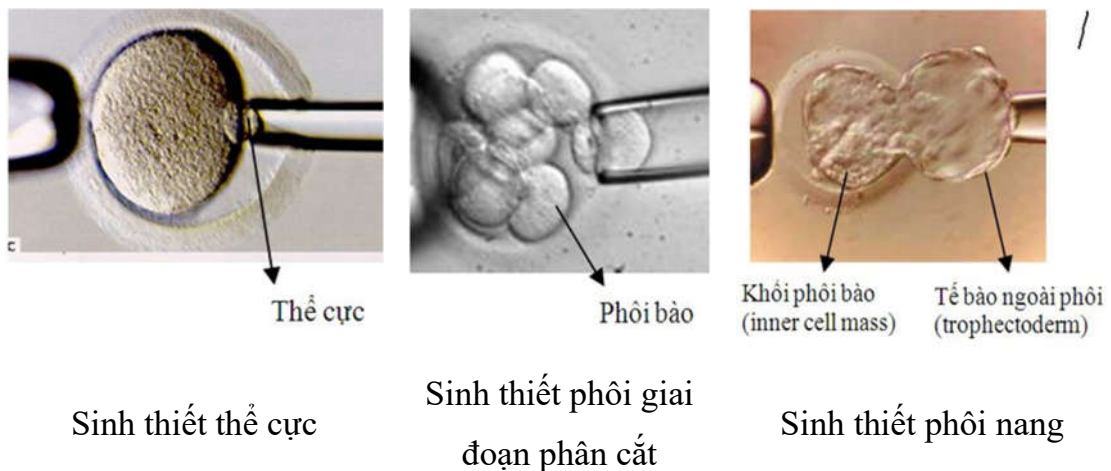 c
Thể cực
Phôi bào
Khối phôi bào
(inner cell mass)
Tế bào ngoài phôi
(trophectoderm)
Sinh thiết thể cực
Sinh thiết phôi giai
đoạn phân cắt
Sinh thiết phôi nang